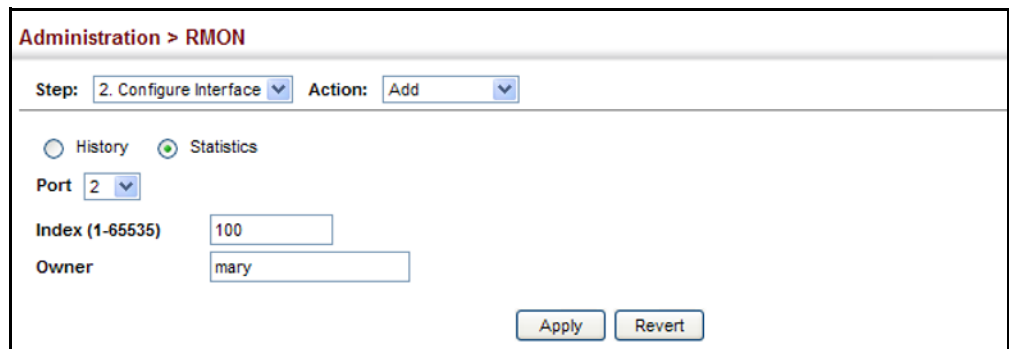 Administration > RMON
Step: 2. Configure Interface Action: Add
History Statistics
Port 2
Index (1-65535) 100
Owner mary
Apply Revert